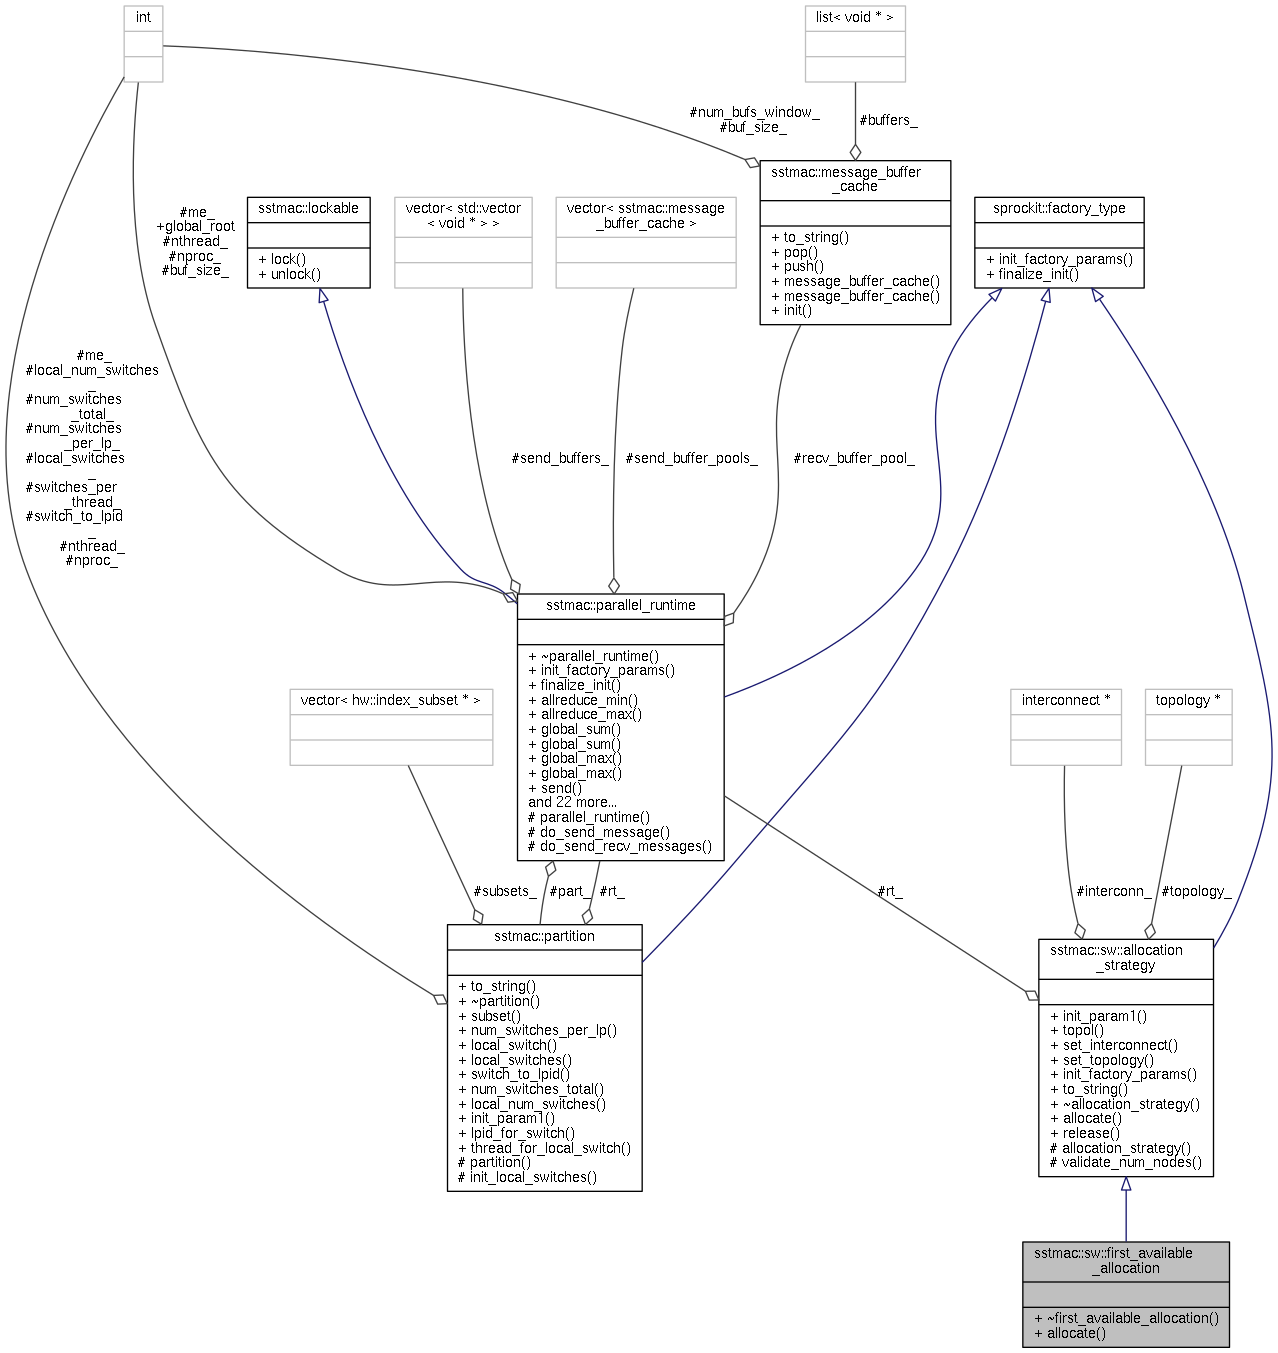 int
list< void * >
#num_bufs_window_
#buf_size_
#buffers_
sstmac::message_buffer
_cache
+ to_string()
+ pop()
+ push()
+ message_buffer_cache()
+ message_buffer_cache()
+ init()
#me_
+global_root
#nthread_
#nproc_
#buf_size_
sstmac::lockable
+ lock()
+ unlock()
vector< std::vector
< void * > >
vector< sstmac::message
_buffer_cache >
sprockit::factory_type
+ init_factory_params()
+ finalize_init()
#me_
#local_num_switches
_
#num_switches
_total_
#num_switches
_per_lp_
#local_switches
_
#switches_per
_thread_
#switch_to_lpid
_
#nthread_
#nproc_
#send_buffers_
#send_buffer_pools_
#recv_buffer_pool_
sstmac::parallel_runtime
+ ~parallel_runtime()
+ init_factory_params()
+ finalize_init()
+ allreduce_min()
+ allreduce_max()
+ global_sum()
+ global_sum()
+ global_max()
+ global_max()
+ send()
and 22 more...
# parallel_runtime()
# do_send_message()
# do_send_recv_messages()
vector< hw::index_subset * >
interconnect *
topology *
#subsets_
#part_
#rt_
#rt_
#interconn_
#topology_
sstmac::partition
+ to_string()
+ ~partition()
+ subset()
+ num_switches_per_lp()
+ local_switch()
+ local_switches()
+ switch_to_lpid()
+ num_switches_total()
+ local_num_switches()
+ init_param1()
+ lpid_for_switch()
+ thread_for_local_switch()
# partition()
# init_local_switches()
sstmac::sw::allocation
_strategy
+ init_param1()
+ topol()
+ set_interconnect()
+ set_topology()
+ init_factory_params()
+ to_string()
+ ~allocation_strategy()
+ allocate()
+ release()
# allocation_strategy()
# validate_num_nodes()
sstmac::sw::first_available
_allocation
+ ~first_available_allocation()
+ allocate()